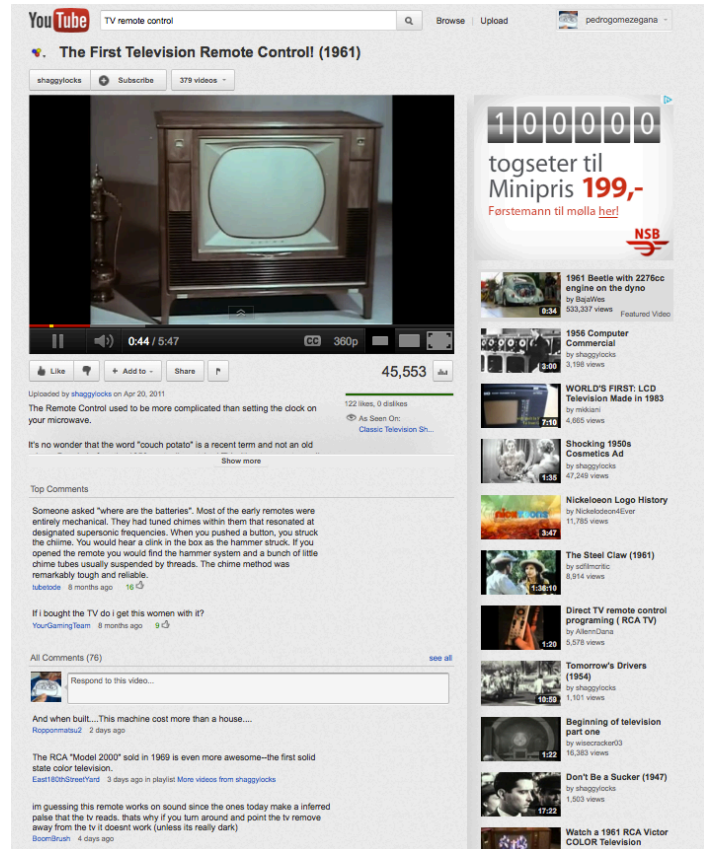 You Tube
TV remote control
Browse | Upload
pedrogomezegana
The First Television Remote Control! (1961)
shaggylocks
Subscribe
379 videos
0:44 / 5:47
CC
360p
Like
+ Add to
Share
45,553
Uploaded by shaggylocks on Apr 20, 2011
The Remote Control used to be more complicated than setting the clock on
your microwave.
It's no wonder that the word "couch potato" is a recent term and not an old
Show more
122 likes, 0 dislikes
As Seen On:
Classic Television Sh...
Top Comments
Someone asked "where are the batteries". Most of the early remotes were
entirely mechanical. They had tuned chimes within them that resonated at
designated supersonic frequencies. When you pushed a button, you struck
the chiime. You would hear a clink in the box as the hammer struck. If you
opened the remote you would find the hammer system and a bunch of little
chime tubes usually suspended by threads. The chime method was
remarkably tough and reliable.
tubetode 8 months ago 16
If i bought the TV do i get this women with it?
YourGamingTeam 8 months ago 9
All Comments (76)
see all
Respond to this video...
And when built....This machine cost more than a house....
Ropponmatsu2 2 days ago
The RCA "Model 2000" sold in 1969 is even more awesome--the first solid
state color television.
East180thStreetYard 3 days ago in playlist More videos from shaggylocks
im guessing this remote works on sound since the ones today make a inferred
palse that the tv reads. thats why if you turn around and point the tv remove
away from the tv it doesnt work (unless its really dark)
BoomBrush 4 days ago
100000
togseter til
Minipris 199,-
Førstemann til mølla her!
NSB
1961 Beetle with 2276cc
engine on the dyno
by BajaWes
533,337 views
Featured Video
0:34
1956 Computer
Commercial
by shaggylocks
3,198 views
3:00
WORLD'S FIRST: LCD
Television Made in 1983
by mikkiani
4,665 views
7:10
Shocking 1950s
Cosmetics Ad
by shaggylocks
47,249 views
1:35
Nickeloeon Logo History
by Nickelodeon4Ever
11,785 views
3:47
The Steel Claw (1961)
by sdfilmcritic
8,914 views
1:36:10
Direct TV remote control
programing ( RCA TV)
by AllennDana
5,578 views
1:20
Tomorrow's Drivers
(1954)
by shaggylocks
1,101 views
10:59
Beginning of television
part one
by wisecracker03
16,383 views
1:22
Don't Be a Sucker (1947)
by shaggylocks
1,503 views
17:22
Watch a 1961 RCA Victor
COLOR Television